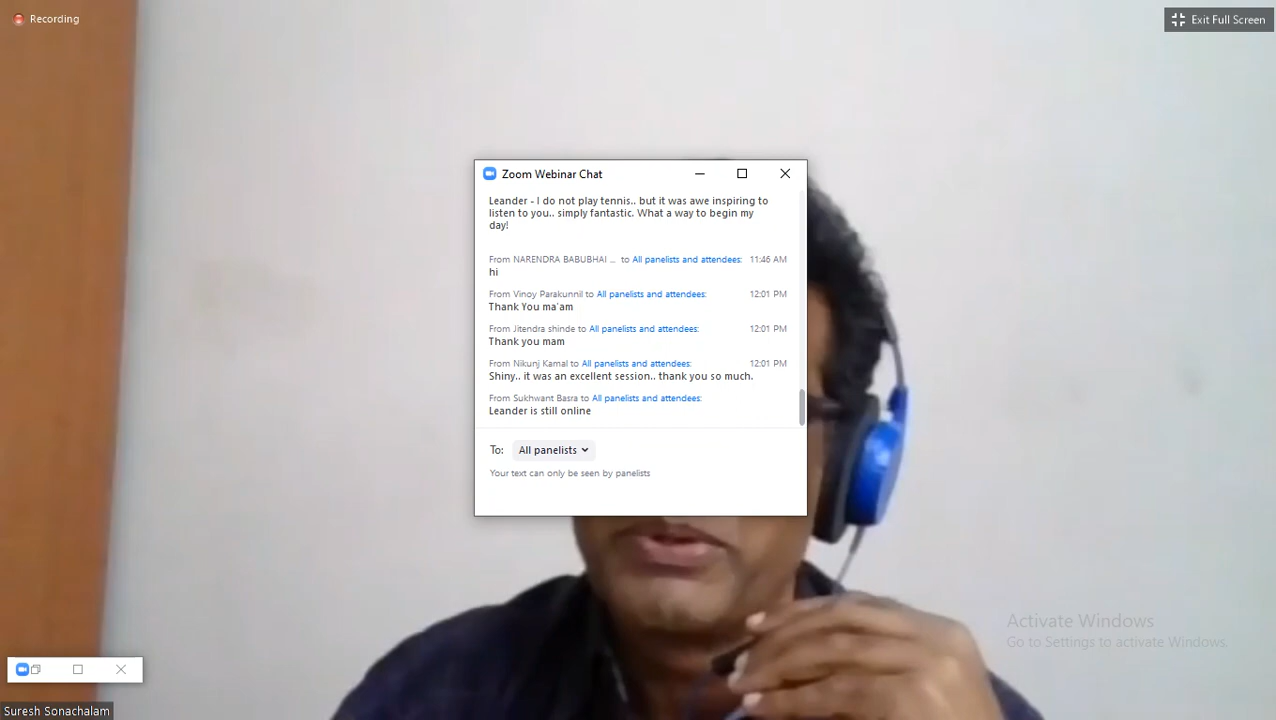 Recording
Exit Full Screen
Zoom Webinar Chat
Leander - I do not play tennis.. but it was awe inspiring to
listen to you.. simply fantastic. What a way to begin my
day!
From NARENDRA BABUBHAI ... to All panelists and attendees: 11:46 AM
hi
From Vinoy Parakunnil to All panelists and attendees: 12:01 PM
Thank You ma'am
From Jitendra shinde to All panelists and attendees: 12:01 PM
Thank you mam
From Nikunj Kamal to All panelists and attendees: 12:01 PM
Shiny.. it was an excellent session.. thank you so much.
From Sukhwant Basra to All panelists and attendees:
Leander is still online
To: All panelists
Your text can only be seen by panelists
Activate Windows
Go to Settings to activate Windows.
Suresh Sonachalam